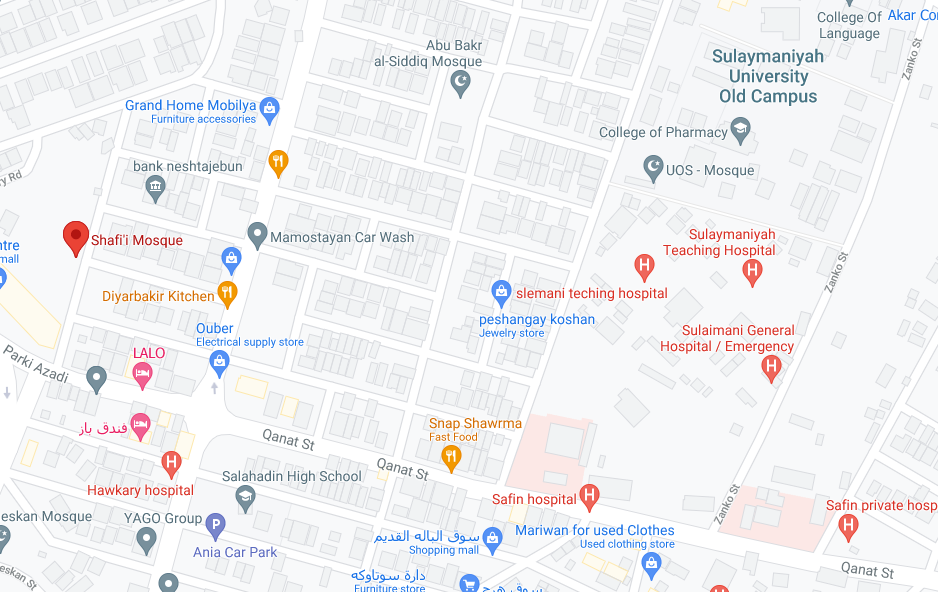 College Of
Language
Akar Co
Zanko St
Abu Bakr
al-Siddiq Mosque
Sulaymaniyah
University
Old Campus
Grand Home Mobilya
Furniture accessories
College of Pharmacy
bank neshtajebun
UOS - Mosque
ry Rd
Shafi'i Mosque
Mamostayan Car Wash
Sulaymaniyah
Teaching Hospital
ntre
mall
Zanko St
Diyarbakir Kitchen
slemani teching hospital
peshangay koshan
Jewelry store
Ouber
Electrical supply store
Sulaimani General
Hospital / Emergency
LALO
Parki Azadi
فندق باز
Qanat St
Snap Shawrma
Fast Food
Qanat St
Hawkary hospital
Salahadin High School
Safin hospital
Zanko St
Safin private hosp
eskan Mosque
YAGO Group
Ania Car Park
سوق الباله القديم
Shopping mall
Mariwan for used Clothes
Used clothing store
Qanat St
eskan St
دارة سوتاوكه
Furniture store
سوق هرج